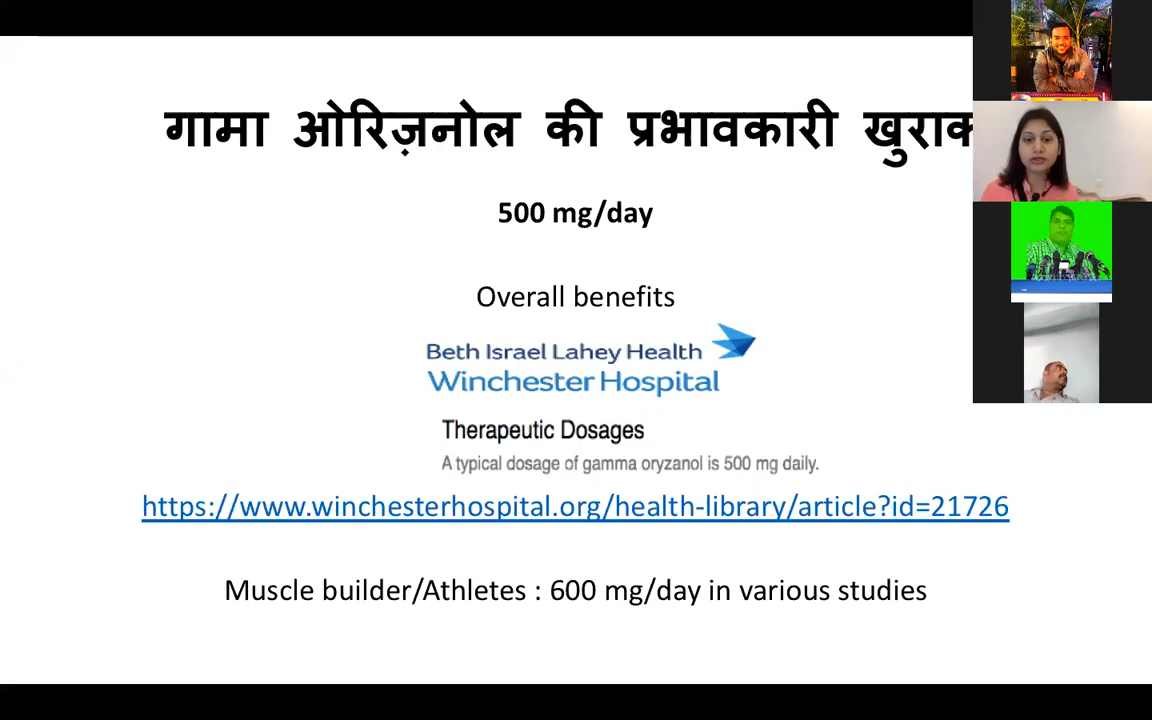 गामा ओरिज़नोल की प्रभावकारी
500 mg/day
Overall benefits
Beth Israel Lahey Health
Winchester Hospital
Therapeutic Dosages
A typical dosage of gamma oryzanol is 500 mg daily.
https://www.winchesterhospital.org/health-library/article?id=21726
Muscle builder/Athletes : 600 mg/day in various studies